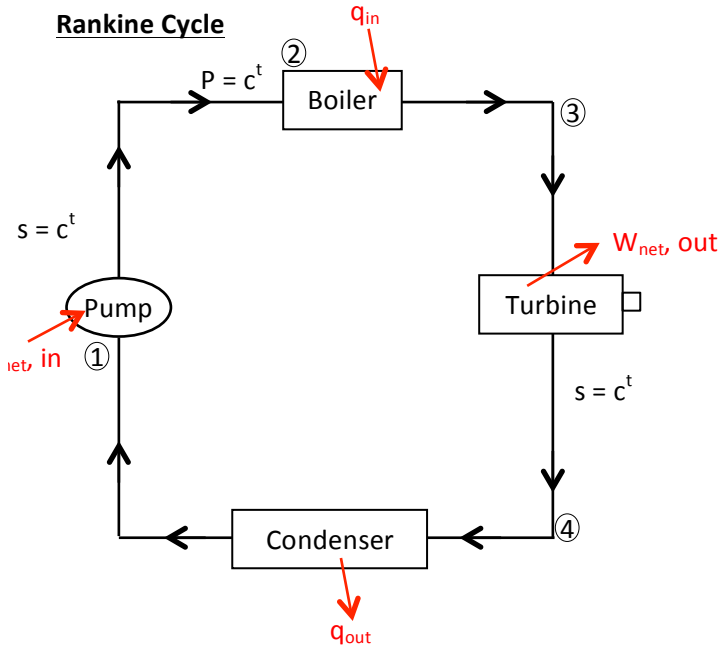 Rankine Cycle
q_in
②
P = c^t
Boiler
③
s = c^t
W_net, out
Pump
Turbine
net, in
①
s = c^t
Condenser
④
q_out